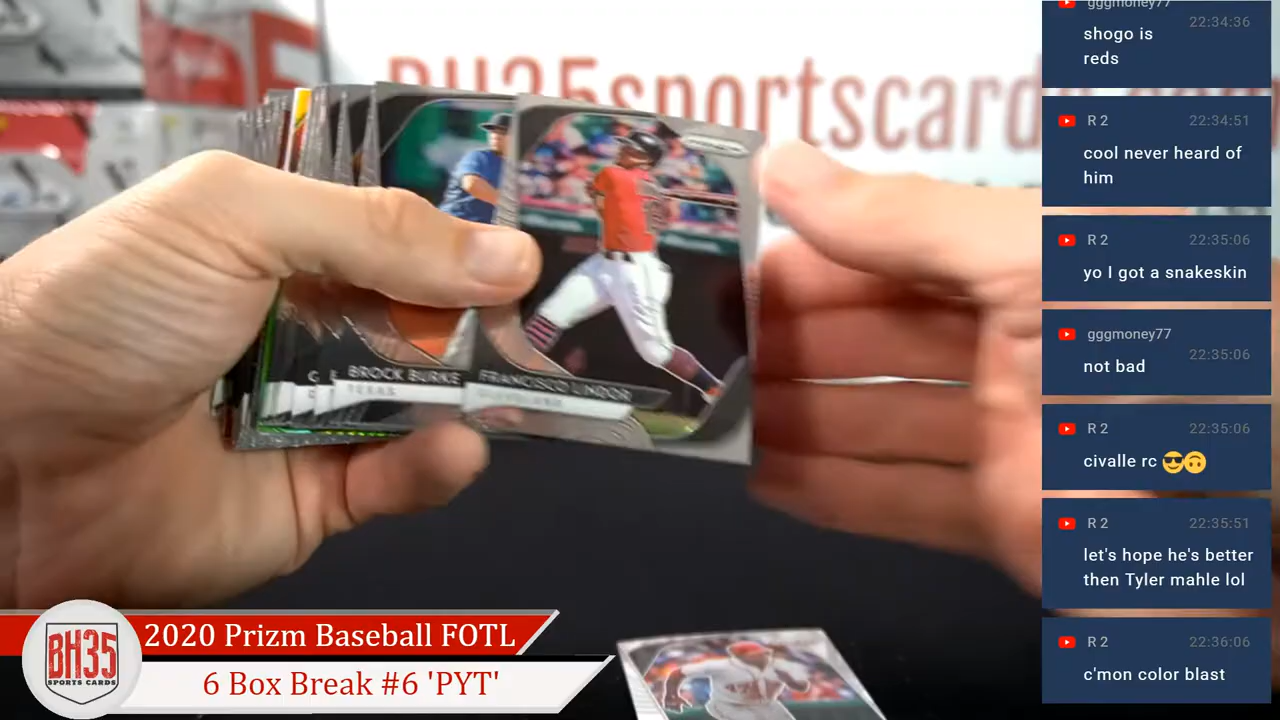 BH35sportscards
BROCK BURKE
TEXAS
FRANCISCO LINDOR
CLEVELAND
BH35
SPORTS CARDS
2020 Prizm Baseball FOTL
6 Box Break #6 'PYT'
gggmoney77
22:34:36
shogo is
reds
R 2
22:34:51
cool never heard of
him
R 2
22:35:06
yo I got a snakeskin
gggmoney77
22:35:06
not bad
R 2
22:35:06
civalle rc 😎🙃
R 2
22:35:51
let's hope he's better
then Tyler mahle lol
R 2
22:36:06
c'mon color blast